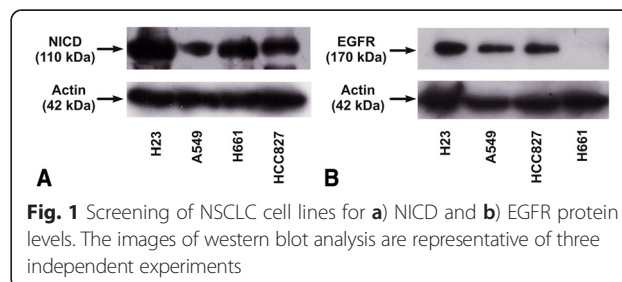 NICD
(110 kDa)
Actin
(42 kDa)
H23
A549
H661
HCC827
A
EGFR
(170 kDa)
Actin
(42 kDa)
H23
A549
HCC827
H661
B
Fig. 1 Screening of NSCLC cell lines for a) NICD and b) EGFR protein
levels. The images of western blot analysis are representative of three
independent experiments